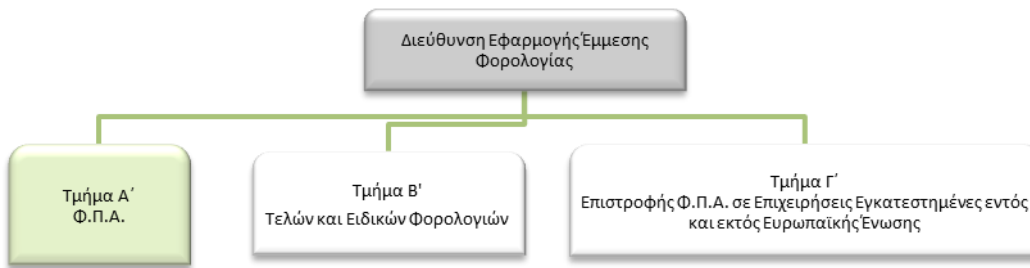 Διεύθυνση Εφαρμογής Έμμεσης
Φορολογίας
Τμήμα Α΄
Φ.Π.Α.
Τμήμα Β'
Τελών και Ειδικών Φορολογιών
Τμήμα Γ΄
Επιστροφής Φ.Π.Α. σε Επιχειρήσεις Εγκατεστημένες εντός
και εκτός Ευρωπαϊκής Ένωσης